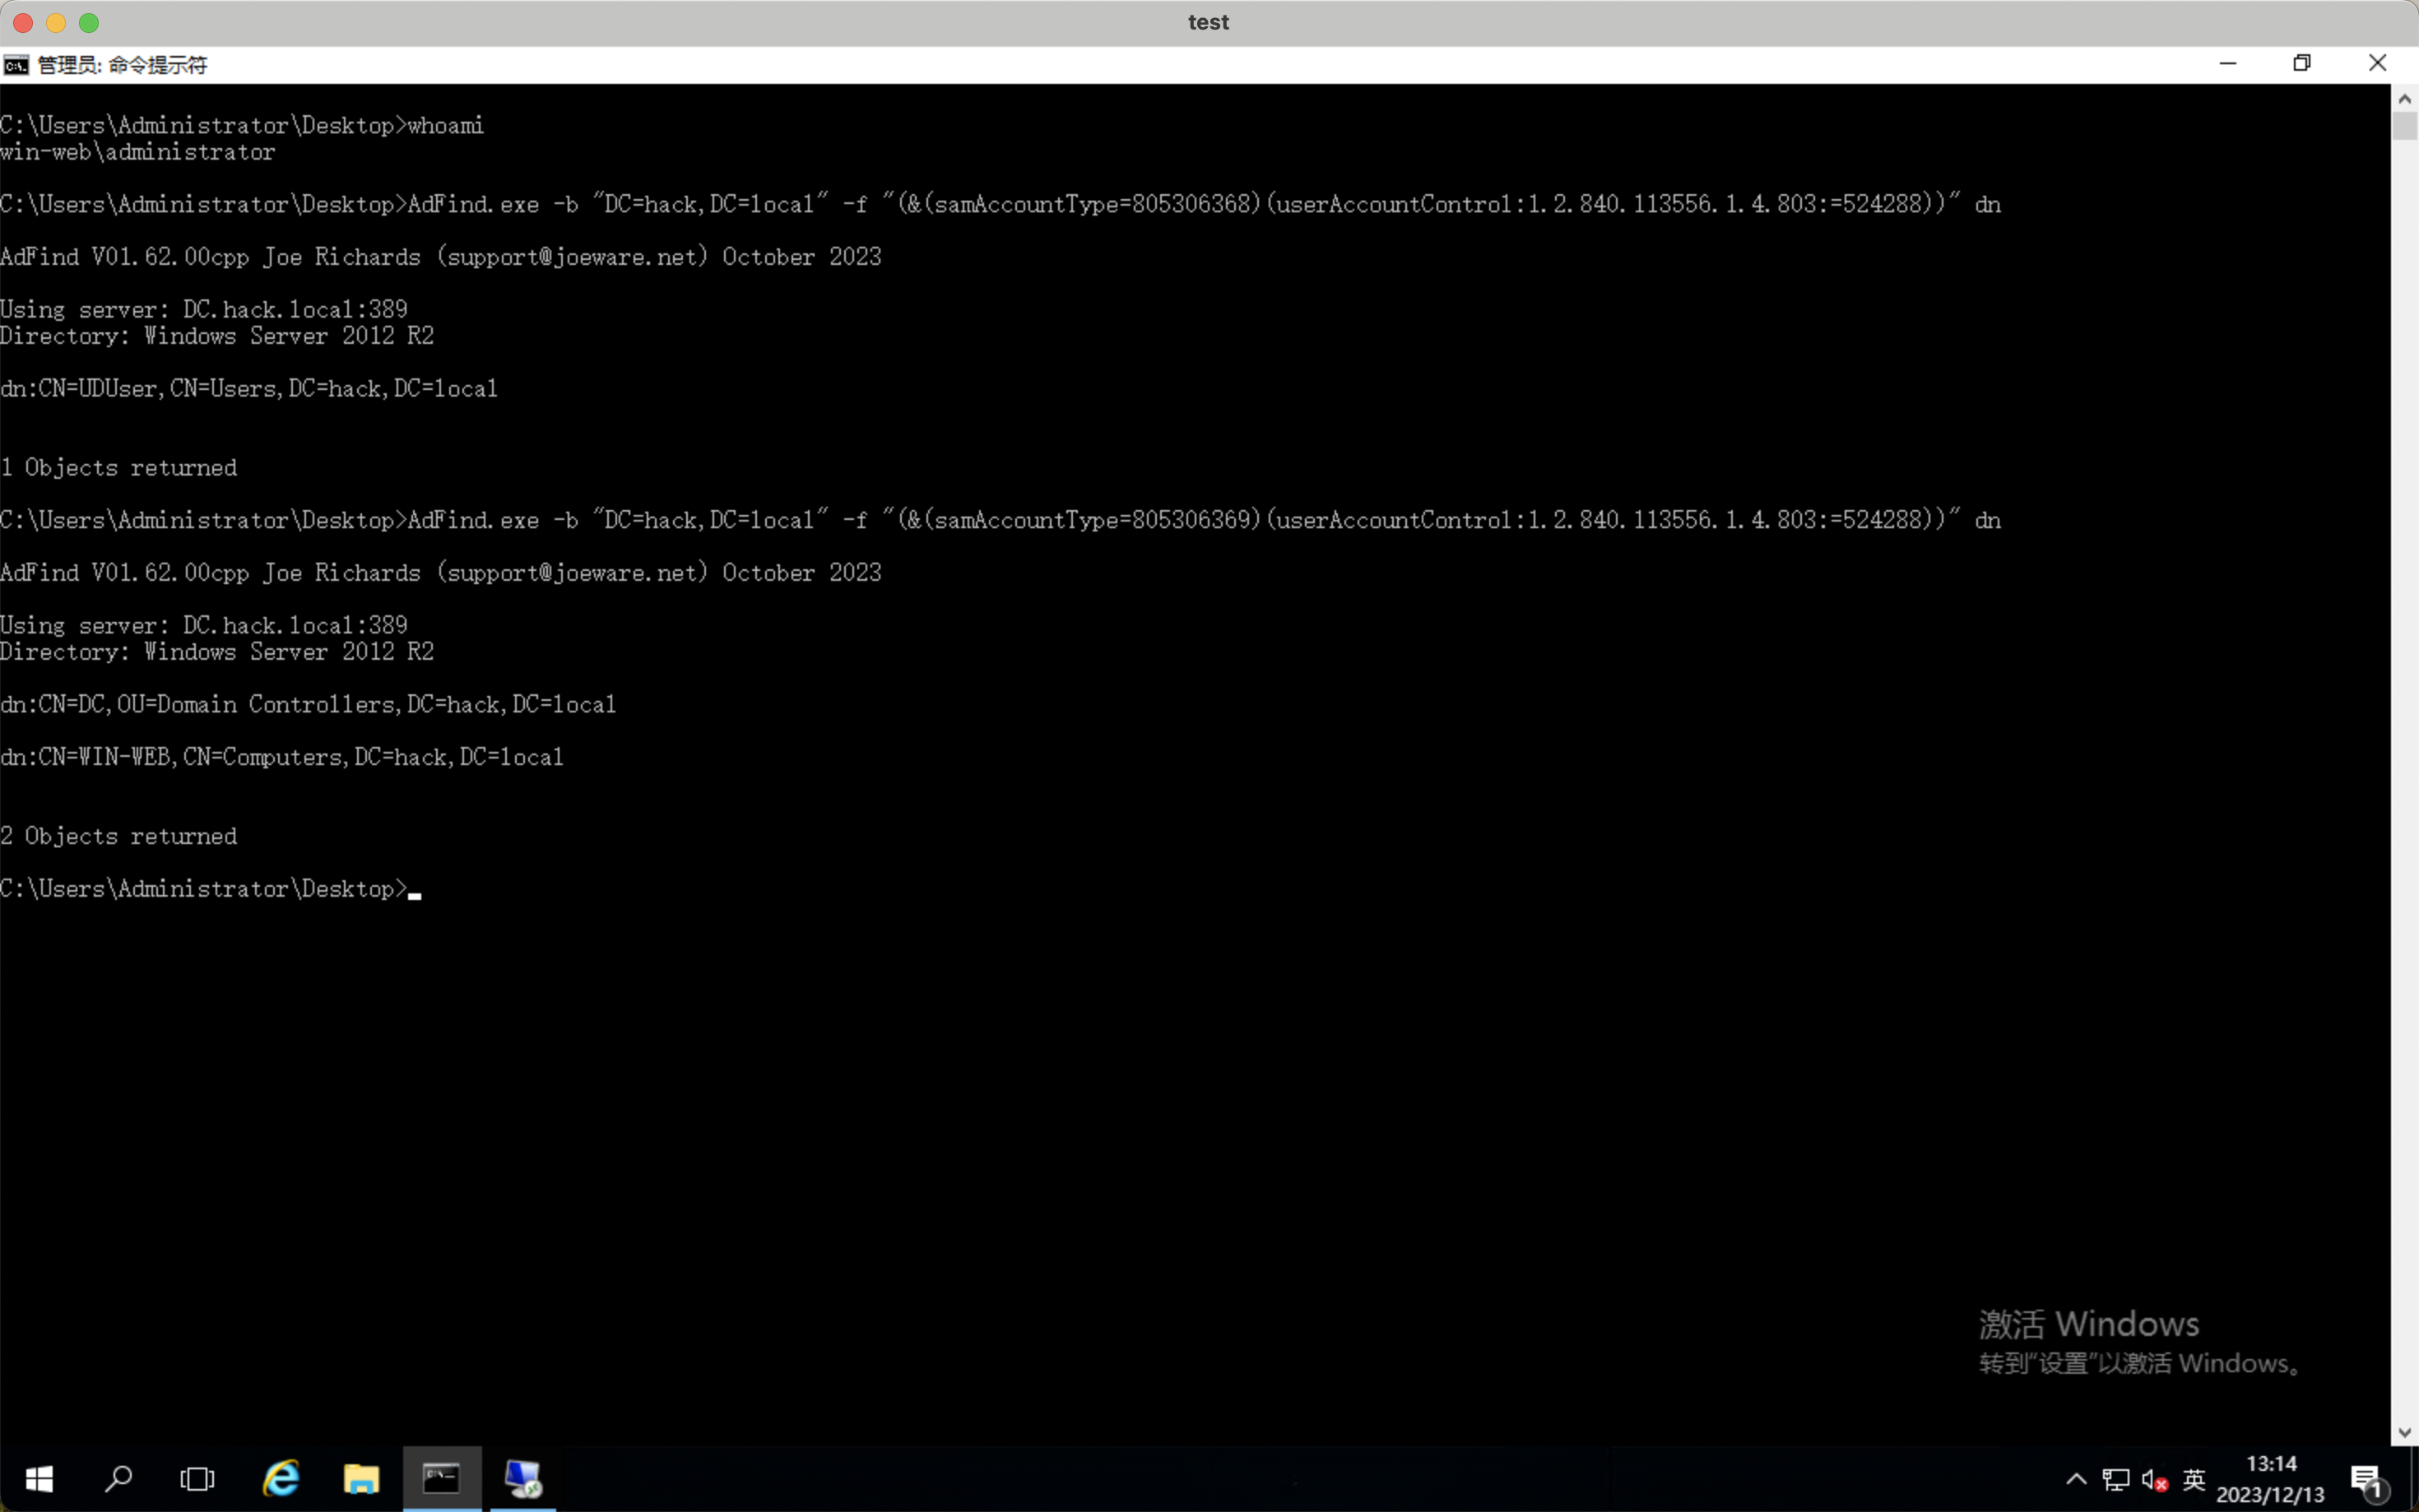 test
管理员: 命令提示符
C:\Users\Administrator\Desktop>whoami
win-web\administrator
C:\Users\Administrator\Desktop>AdFind.exe -b "DC=hack,DC=local" -f "(&(samAccountType=805306368)(userAccountControl:1.2.840.113556.1.4.803:=524288))" dn
AdFind V01.62.00cpp Joe Richards (support@joeware.net) October 2023
Using server: DC.hack.local:389
Directory: Windows Server 2012 R2
dn:CN=UDUser,CN=Users,DC=hack,DC=local
1 Objects returned
C:\Users\Administrator\Desktop>AdFind.exe -b "DC=hack,DC=local" -f "(&(samAccountType=805306369)(userAccountControl:1.2.840.113556.1.4.803:=524288))" dn
AdFind V01.62.00cpp Joe Richards (support@joeware.net) October 2023
Using server: DC.hack.local:389
Directory: Windows Server 2012 R2
dn:CN=DC,OU=Domain Controllers,DC=hack,DC=local
dn:CN=WIN-WEB,CN=Computers,DC=hack,DC=local
2 Objects returned
C:\Users\Administrator\Desktop>
激活 Windows
转到"设置"以激活 Windows。
英
13:14
2023/12/13
1